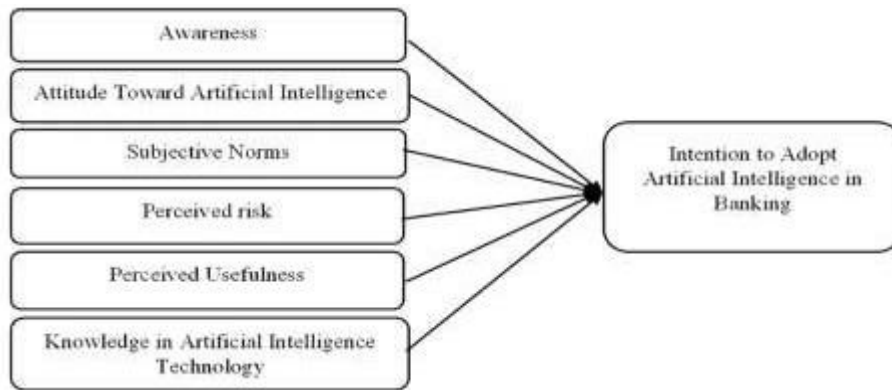 Awareness
Attitude Toward Artificial Intelligence
Subjective Norms
Perceived risk
Perceived Usefulness
Knowledge in Artificial Intelligence
Technology
Intention to Adopt
Artificial Intelligence in
Banking